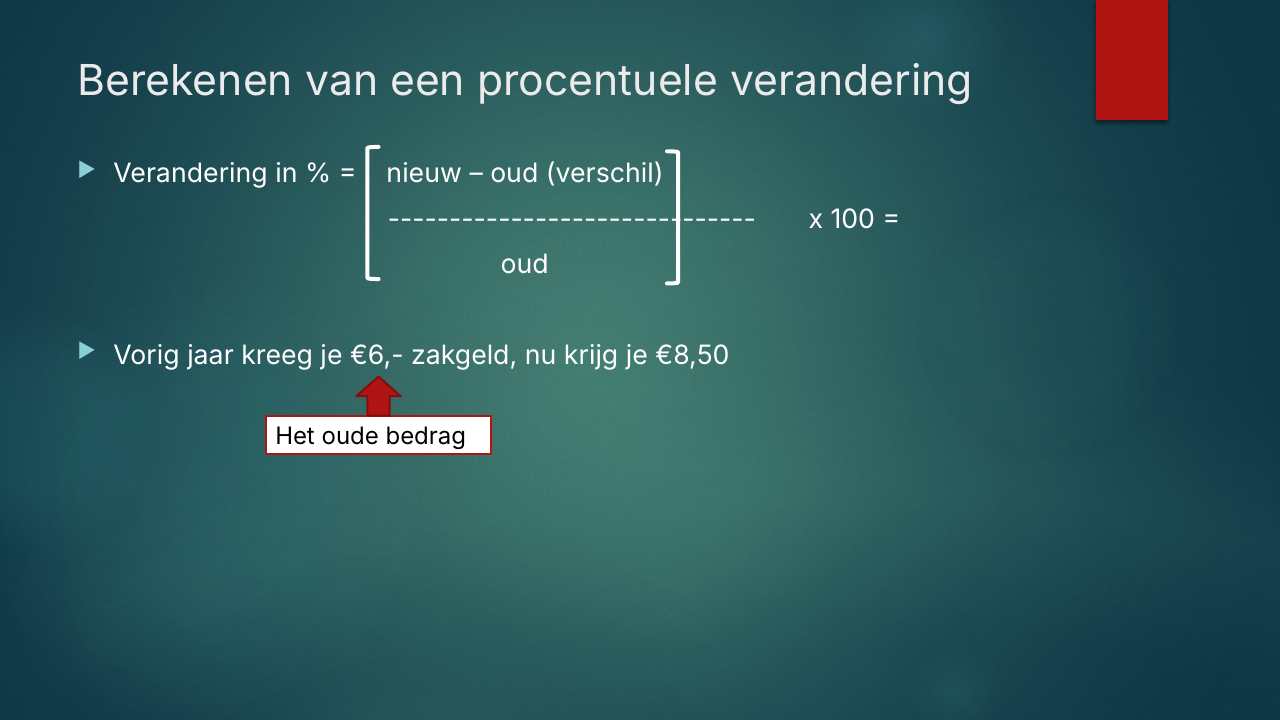 Berekenen van een procentuele verandering
Verandering in % = nieuw – oud (verschil)
------------------------------ x 100 =
oud
Vorig jaar kreeg je €6,- zakgeld, nu krijg je €8,50
Het oude bedrag